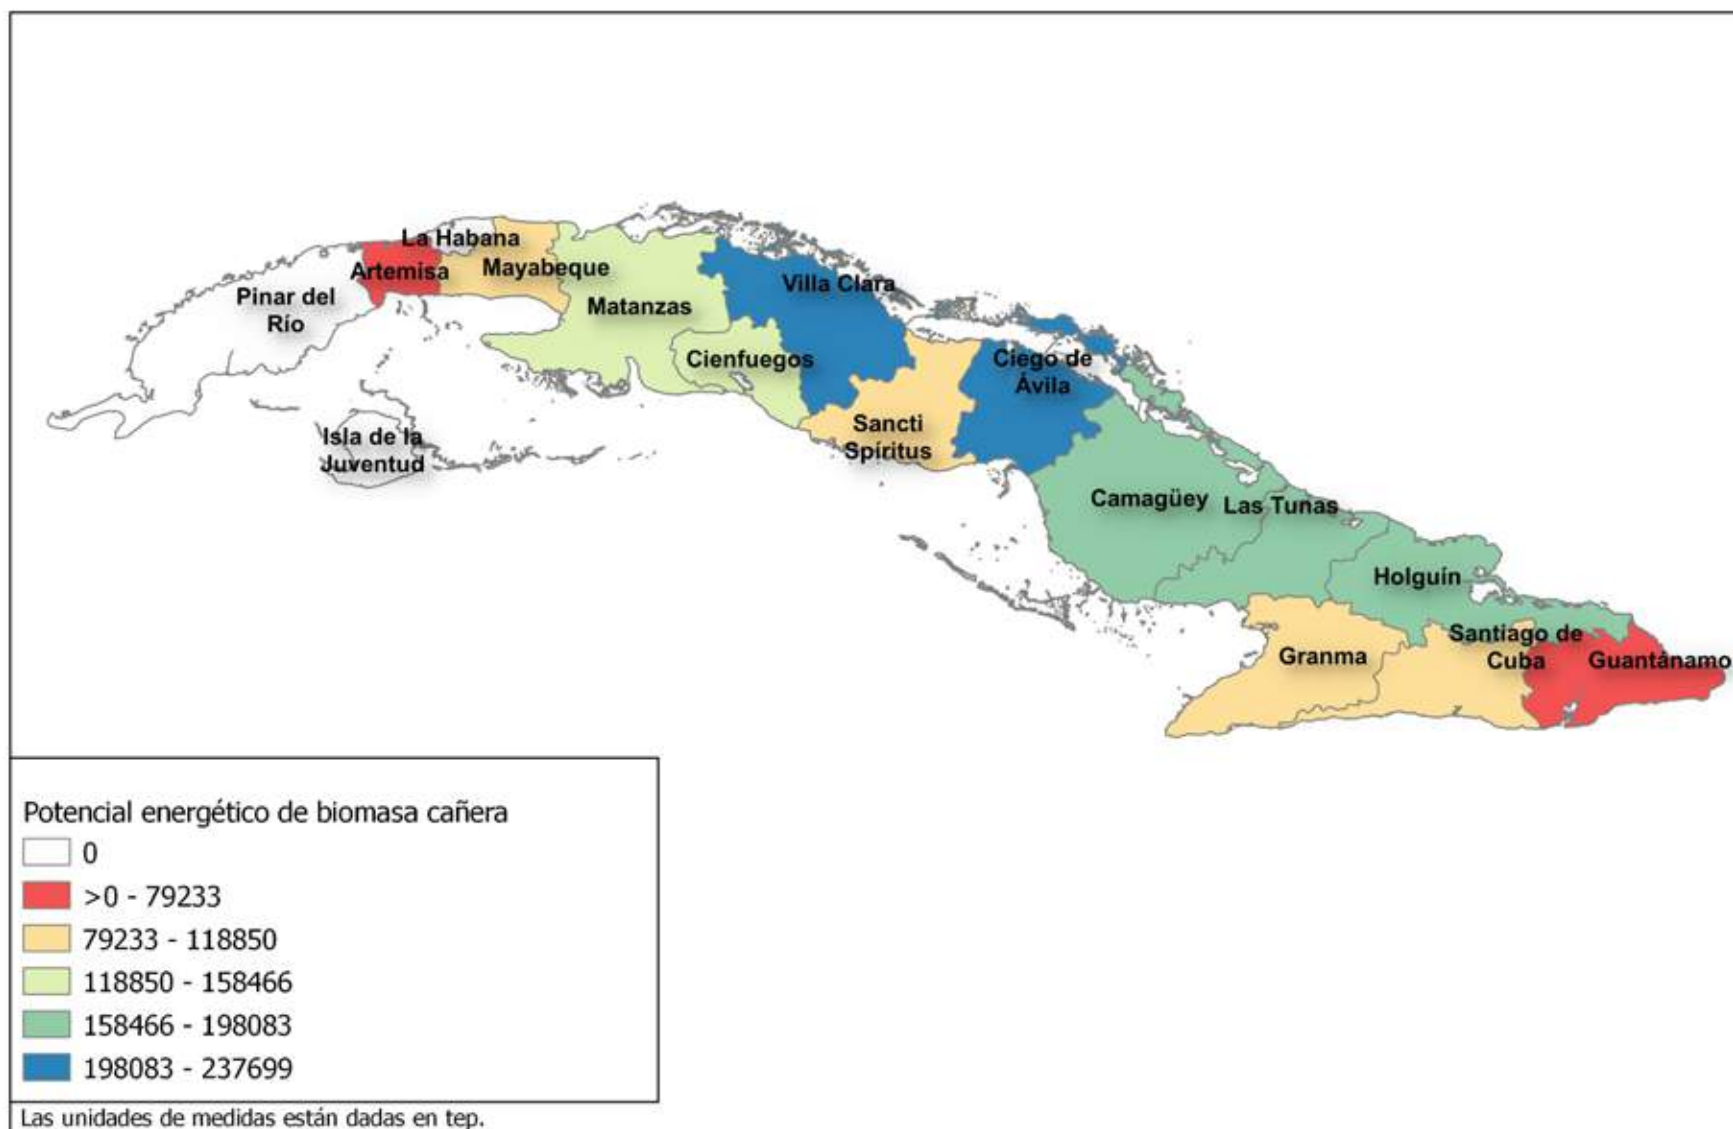 La Habana
Artemisa
Mayabeque
Pinar del
Río
Matanzas
Villa Clara
Cienfuegos
Isla de la
Juventud
Sancti
Spíritus
Ciego de
Ávila
Camagüey
Las Tunas
Holguín
Granma
Santiago de
Cuba
Guantánamo
Potencial energético de biomasa cañera
0
>0 - 79233
79233 - 118850
118850 - 158466
158466 - 198083
198083 - 237699
Las unidades de medidas están dadas en tep.